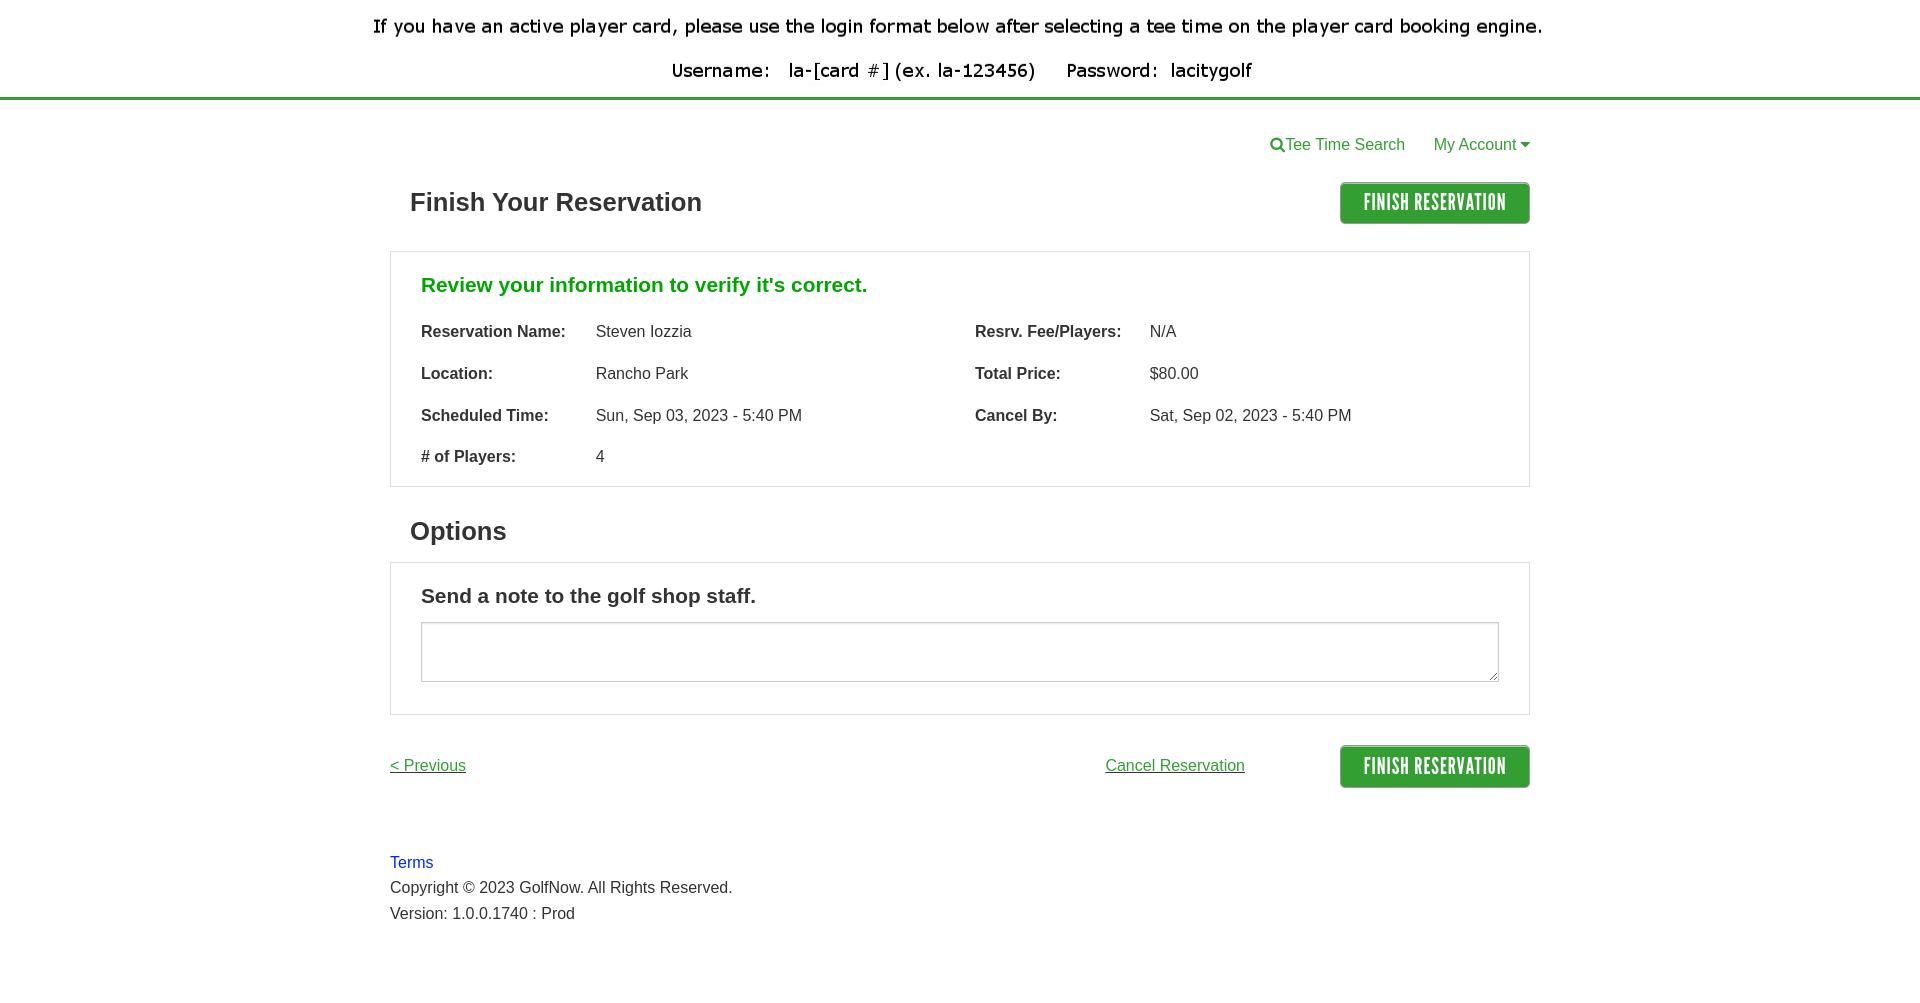 If you have an active player card, please use the login format below after selecting a tee time on the player card booking engine.
Username: la-[card #] (ex. la-123456) Password: lacitygolf
Tee Time Search My Account
Finish Your Reservation FINISH RESERVATION
Review your information to verify it's correct.
Reservation Name: Steven Iozzia Resrv. Fee/Players: N/A
Location: Rancho Park Total Price: $80.00
Scheduled Time: Sun, Sep 03, 2023 - 5:40 PM Cancel By: Sat, Sep 02, 2023 - 5:40 PM
# of Players: 4
Options
Send a note to the golf shop staff.
< Previous Cancel Reservation FINISH RESERVATION
Terms
Copyright © 2023 GolfNow. All Rights Reserved.
Version: 1.0.0.1740 : Prod